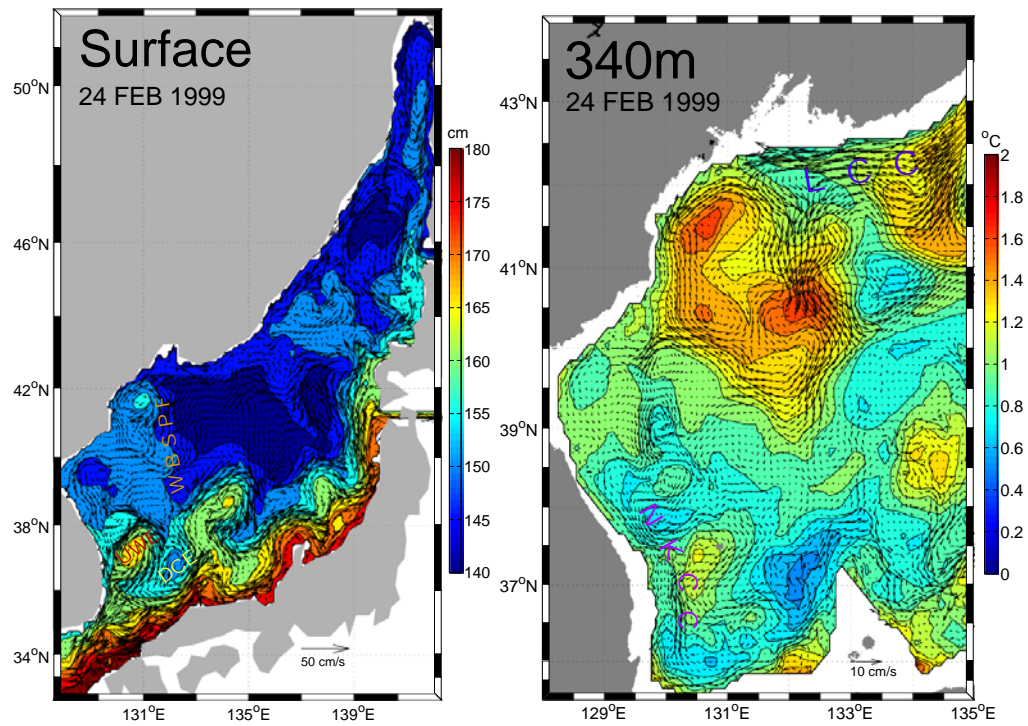 Surface
24 FEB 1999
50°N
46°N
42°N
38°N
34°N
131°E
135°E
139°E
WBSPF
UWE
DCE
50 cm/s
cm
180
175
170
165
160
155
150
145
140
340m
24 FEB 1999
43°N
41°N
39°N
37°N
129°E
131°E
133°E
135°E
LCC
NKCC
10 cm/s
°C
2
1.8
1.6
1.4
1.2
1
0.8
0.6
0.4
0.2
0